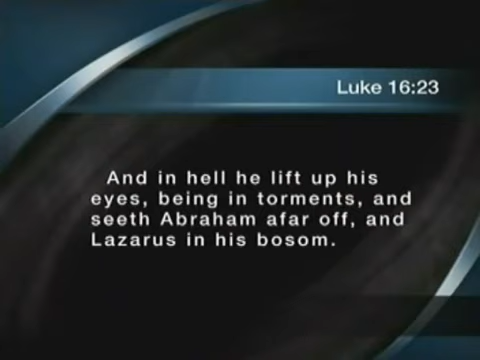 Luke 16:23
And in hell he lift up his
eyes, being in torments, and
seeth Abraham afar off, and
Lazarus in his bosom.